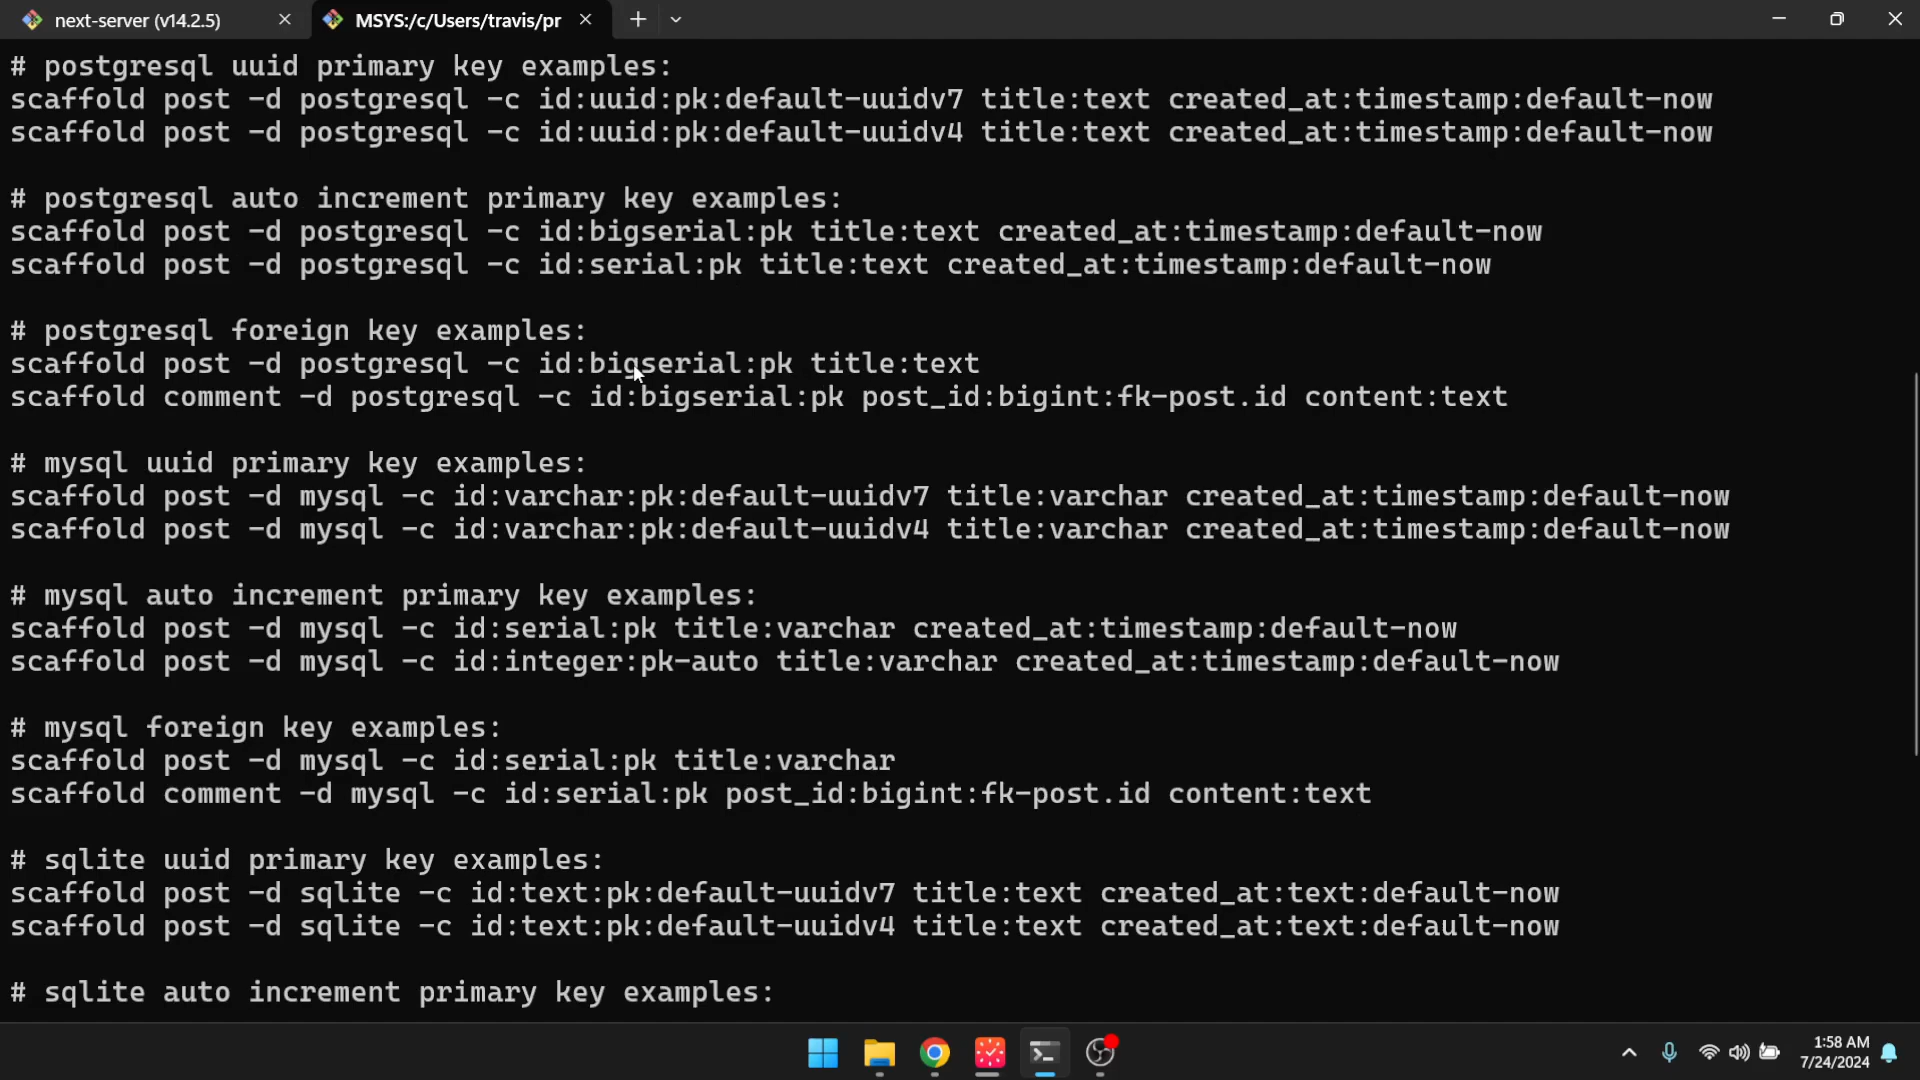 next-server (v14.2.5)
MSYS:/c/Users/travis/pr
# postgresql uuid primary key examples:
scaffold post -d postgresql -c id:uuid:pk:default-uuidv7 title:text created_at:timestamp:default-now
scaffold post -d postgresql -c id:uuid:pk:default-uuidv4 title:text created_at:timestamp:default-now
# postgresql auto increment primary key examples:
scaffold post -d postgresql -c id:bigserial:pk title:text created_at:timestamp:default-now
scaffold post -d postgresql -c id:serial:pk title:text created_at:timestamp:default-now
# postgresql foreign key examples:
scaffold post -d postgresql -c id:bigserial:pk title:text
scaffold comment -d postgresql -c id:bigserial:pk post_id:bigint:fk-post.id content:text
# mysql uuid primary key examples:
scaffold post -d mysql -c id:varchar:pk:default-uuidv7 title:varchar created_at:timestamp:default-now
scaffold post -d mysql -c id:varchar:pk:default-uuidv4 title:varchar created_at:timestamp:default-now
# mysql auto increment primary key examples:
scaffold post -d mysql -c id:serial:pk title:varchar created_at:timestamp:default-now
scaffold post -d mysql -c id:integer:pk-auto title:varchar created_at:timestamp:default-now
# mysql foreign key examples:
scaffold post -d mysql -c id:serial:pk title:varchar
scaffold comment -d mysql -c id:serial:pk post_id:bigint:fk-post.id content:text
# sqlite uuid primary key examples:
scaffold post -d sqlite -c id:text:pk:default-uuidv7 title:text created_at:text:default-now
scaffold post -d sqlite -c id:text:pk:default-uuidv4 title:text created_at:text:default-now
# sqlite auto increment primary key examples:
1:58 AM
7/24/2024